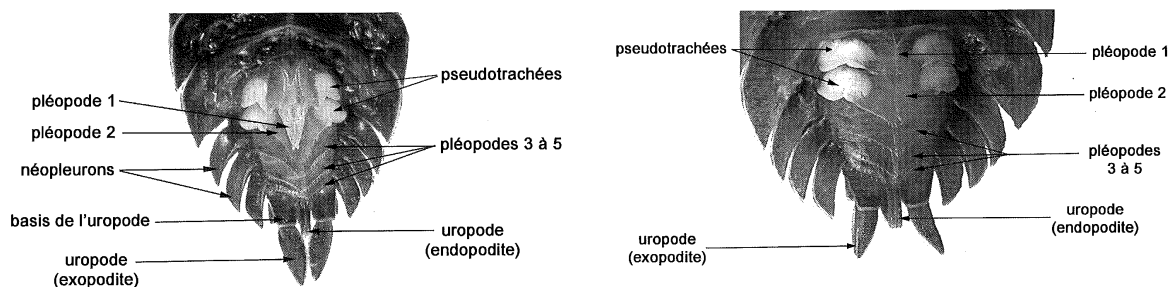 pléopode 1
pléopode 2
néopleurons
basis de l'uropode
uropode
(exopodite)
pseudotrachées
pléopodes 3 à 5
uropode
(endopodite)
pseudotrachées
uropode
(exopodite)
pléopode 1
pléopode 2
pléopodes
3 à 5
uropode
(endopodite)